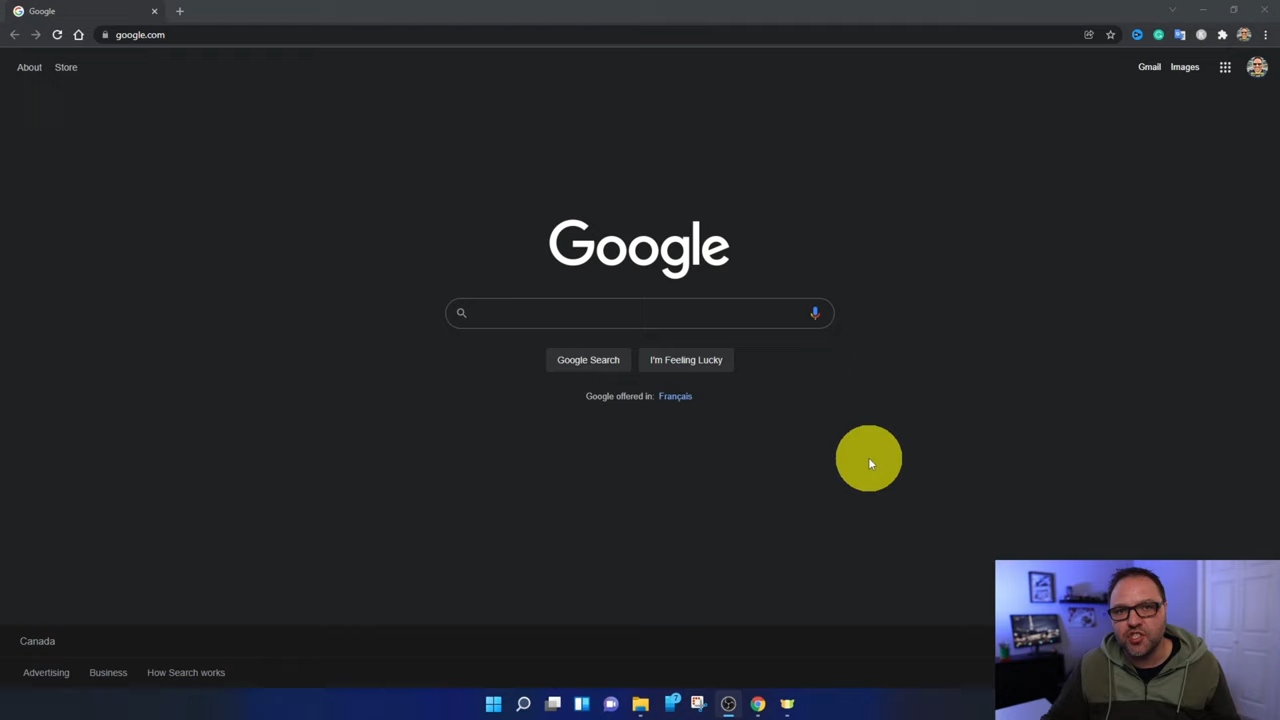 Google
google.com
About Store
Gmail Images
Google
Google Search I'm Feeling Lucky
Google offered in: Français
Canada
Advertising Business How Search works
7